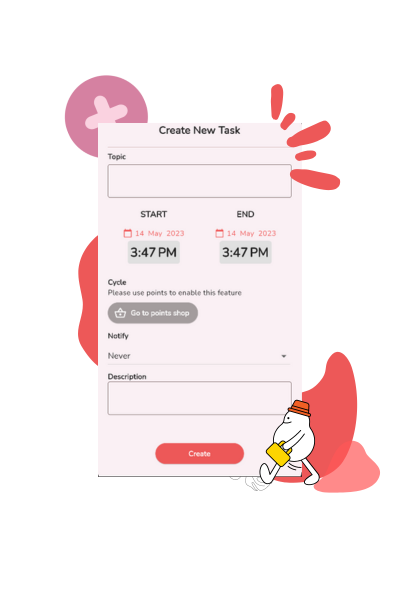 Create New Task
Topic
START END
14 May 2023 14 May 2023
3:47 PM 3:47 PM
Cycle
Please use points to enable this feature
Go to points shop
Notify
Never
Description
Create